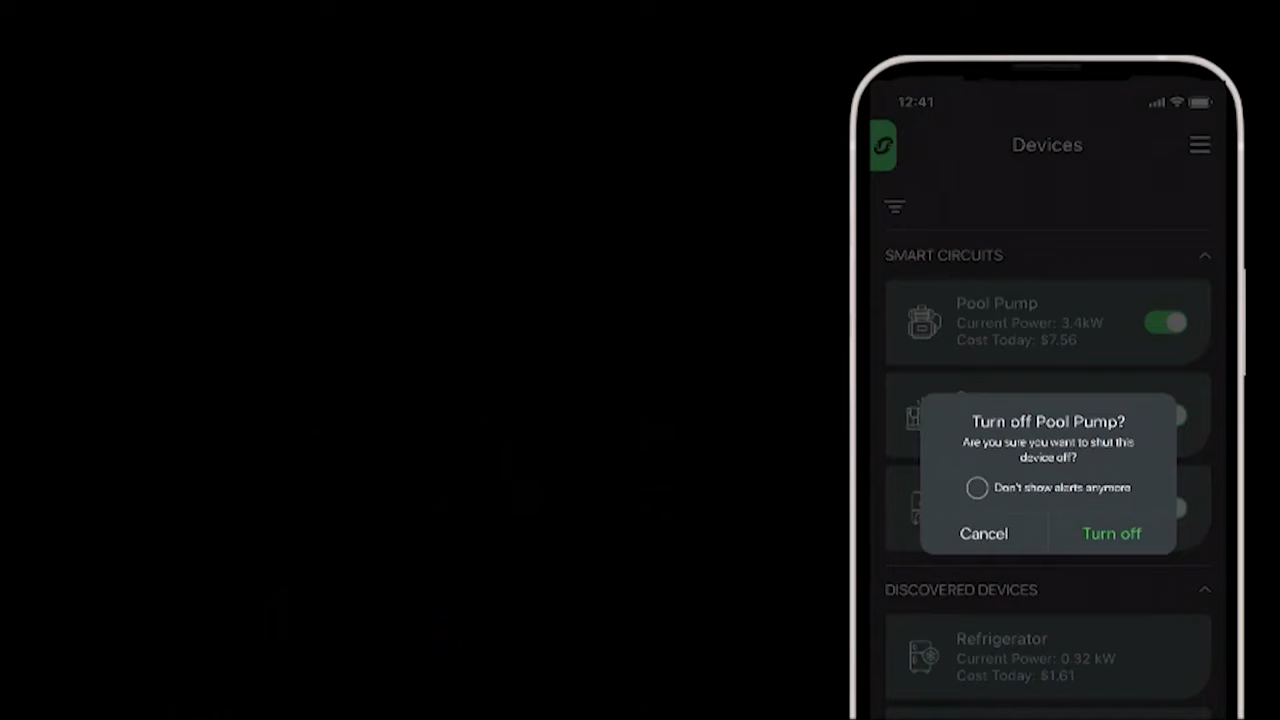 12:41
Devices
SMART CIRCUITS
Pool Pump
Current Power: 3.4kW
Cost Today: $7.56
Turn off Pool Pump?
Are you sure you want to shut this
device off?
Don't show alerts anymore
Cancel
Turn off
DISCOVERED DEVICES
Refrigerator
Current Power: 0.32 kW
Cost Today: $1.61